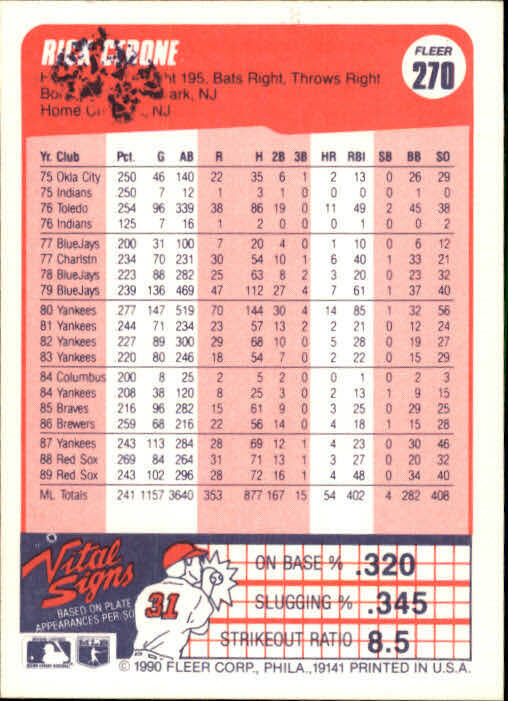 RICK CERONE
FLEER
270
ht 195, Bats Right, Throws Right
ark, NJ
Home NJ
Yr. Club Pct. G AB R H 2B 3B HR RBI SB BB SO
75 Okla City 250 46 140 22 35 6 1 2 13 0 26 29
75 Indians 250 7 12 1 3 1 0 0 0 0 1 0
76 Toledo 254 96 339 38 86 19 0 11 49 2 45 38
76 Indians 125 7 16 1 2 0 0 0 1 0 0 2
77 BlueJays 200 31 100 7 20 4 0 1 10 0 6 12
77 Charlstn 234 70 231 30 54 10 1 6 40 1 33 21
78 BlueJays 223 88 282 25 63 8 2 3 20 0 23 32
79 BlueJays 239 136 469 47 112 27 4 7 61 1 37 40
80 Yankees 277 147 519 70 144 30 4 14 85 1 32 56
81 Yankees 244 71 234 23 57 13 2 2 21 0 12 24
82 Yankees 227 89 300 29 68 10 0 5 28 0 19 27
83 Yankees 220 80 246 18 54 7 0 2 22 0 15 29
84 Columbus 200 8 25 2 5 2 0 0 1 0 2 3
84 Yankees 208 38 120 8 25 3 0 2 13 1 9 15
85 Braves 216 96 282 15 61 9 0 3 25 0 29 25
86 Brewers 259 68 216 22 56 14 0 4 18 1 15 28
87 Yankees 243 113 284 28 69 12 1 4 23 0 30 46
88 Red Sox 269 84 264 31 71 13 1 3 27 0 20 32
89 Red Sox 243 102 296 28 72 16 1 4 48 0 34 40
ML Totals 241 1157 3640 353 877 167 15 54 402 4 282 408
Vital
Signs
BASED ON PLATE
APPEARANCES PER/SO
31
ON BASE % .320
SLUGGING % .345
STRIKEOUT RATIO 8.5
© 1990 FLEER CORP., PHILA., 19141 PRINTED IN U.S.A.